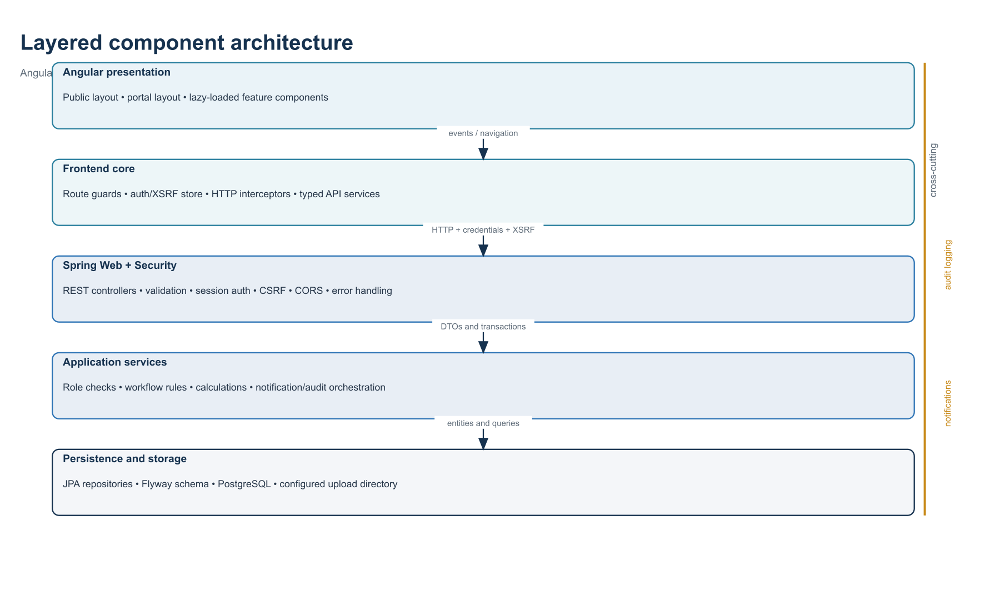 Layered component architecture
Angula
Angular presentation
Public layout • portal layout • lazy-loaded feature components
events / navigation
Frontend core
Route guards • auth/XSRF store • HTTP interceptors • typed API services
HTTP + credentials + XSRF
Spring Web + Security
REST controllers • validation • session auth • CSRF • CORS • error handling
DTOs and transactions
Application services
Role checks • workflow rules • calculations • notification/audit orchestration
entities and queries
Persistence and storage
JPA repositories • Flyway schema • PostgreSQL • configured upload directory
cross-cutting
audit logging
notifications